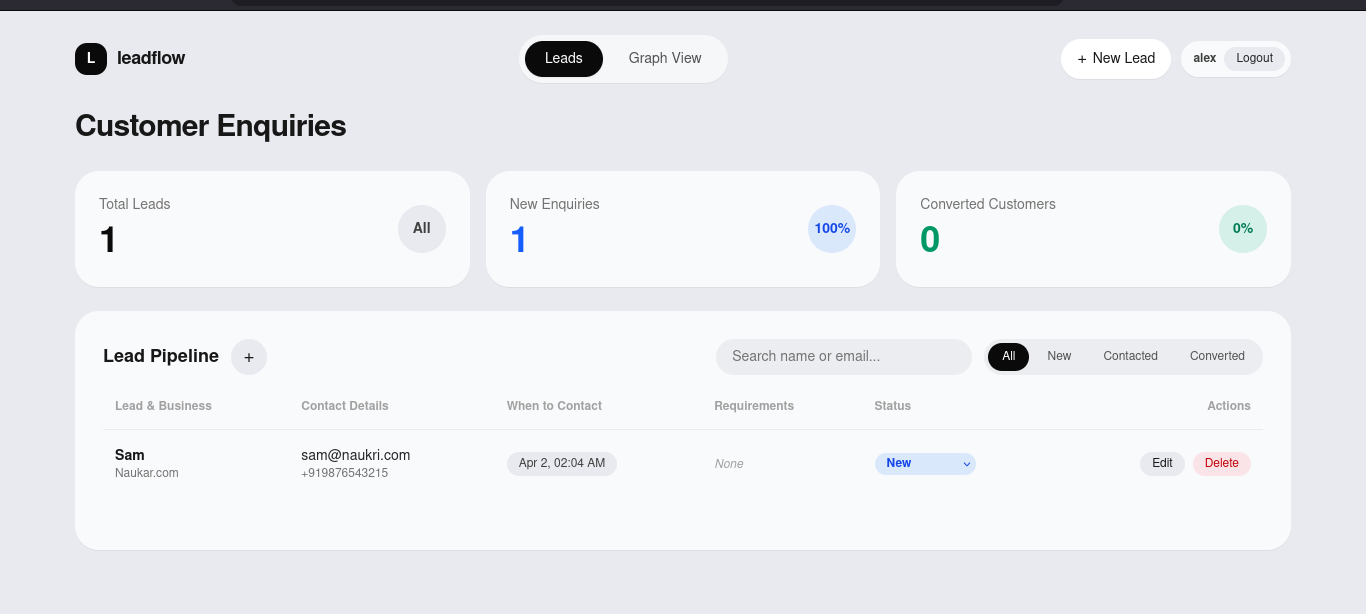 L leadflow Leads Graph View + New Lead alex Logout
Customer Enquiries
Total Leads
1
All
New Enquiries
1
100%
Converted Customers
0
0%
Lead Pipeline + Search name or email... All New Contacted Converted
Lead & Business Contact Details When to Contact Requirements Status Actions
Sam
Naukar.com
sam@naukri.com
+919876543215
Apr 2, 02:04 AM
None
New
Edit Delete